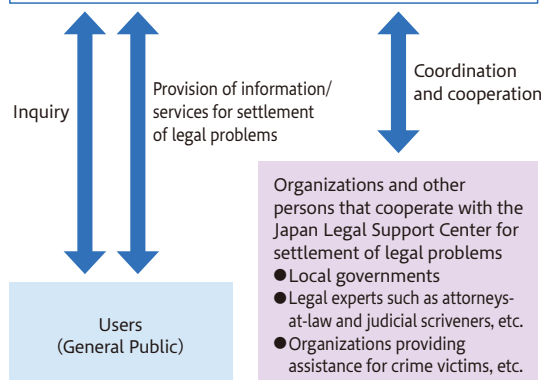 Inquiry
Provision of information/
services for settlement
of legal problems
Coordination
and cooperation
Organizations and other
persons that cooperate with the
Japan Legal Support Center for
settlement of legal problems
●Local governments
●Legal experts such as attorneys-
at-law and judicial scriveners, etc.
●Organizations providing
assistance for crime victims, etc.
Users
(General Public)